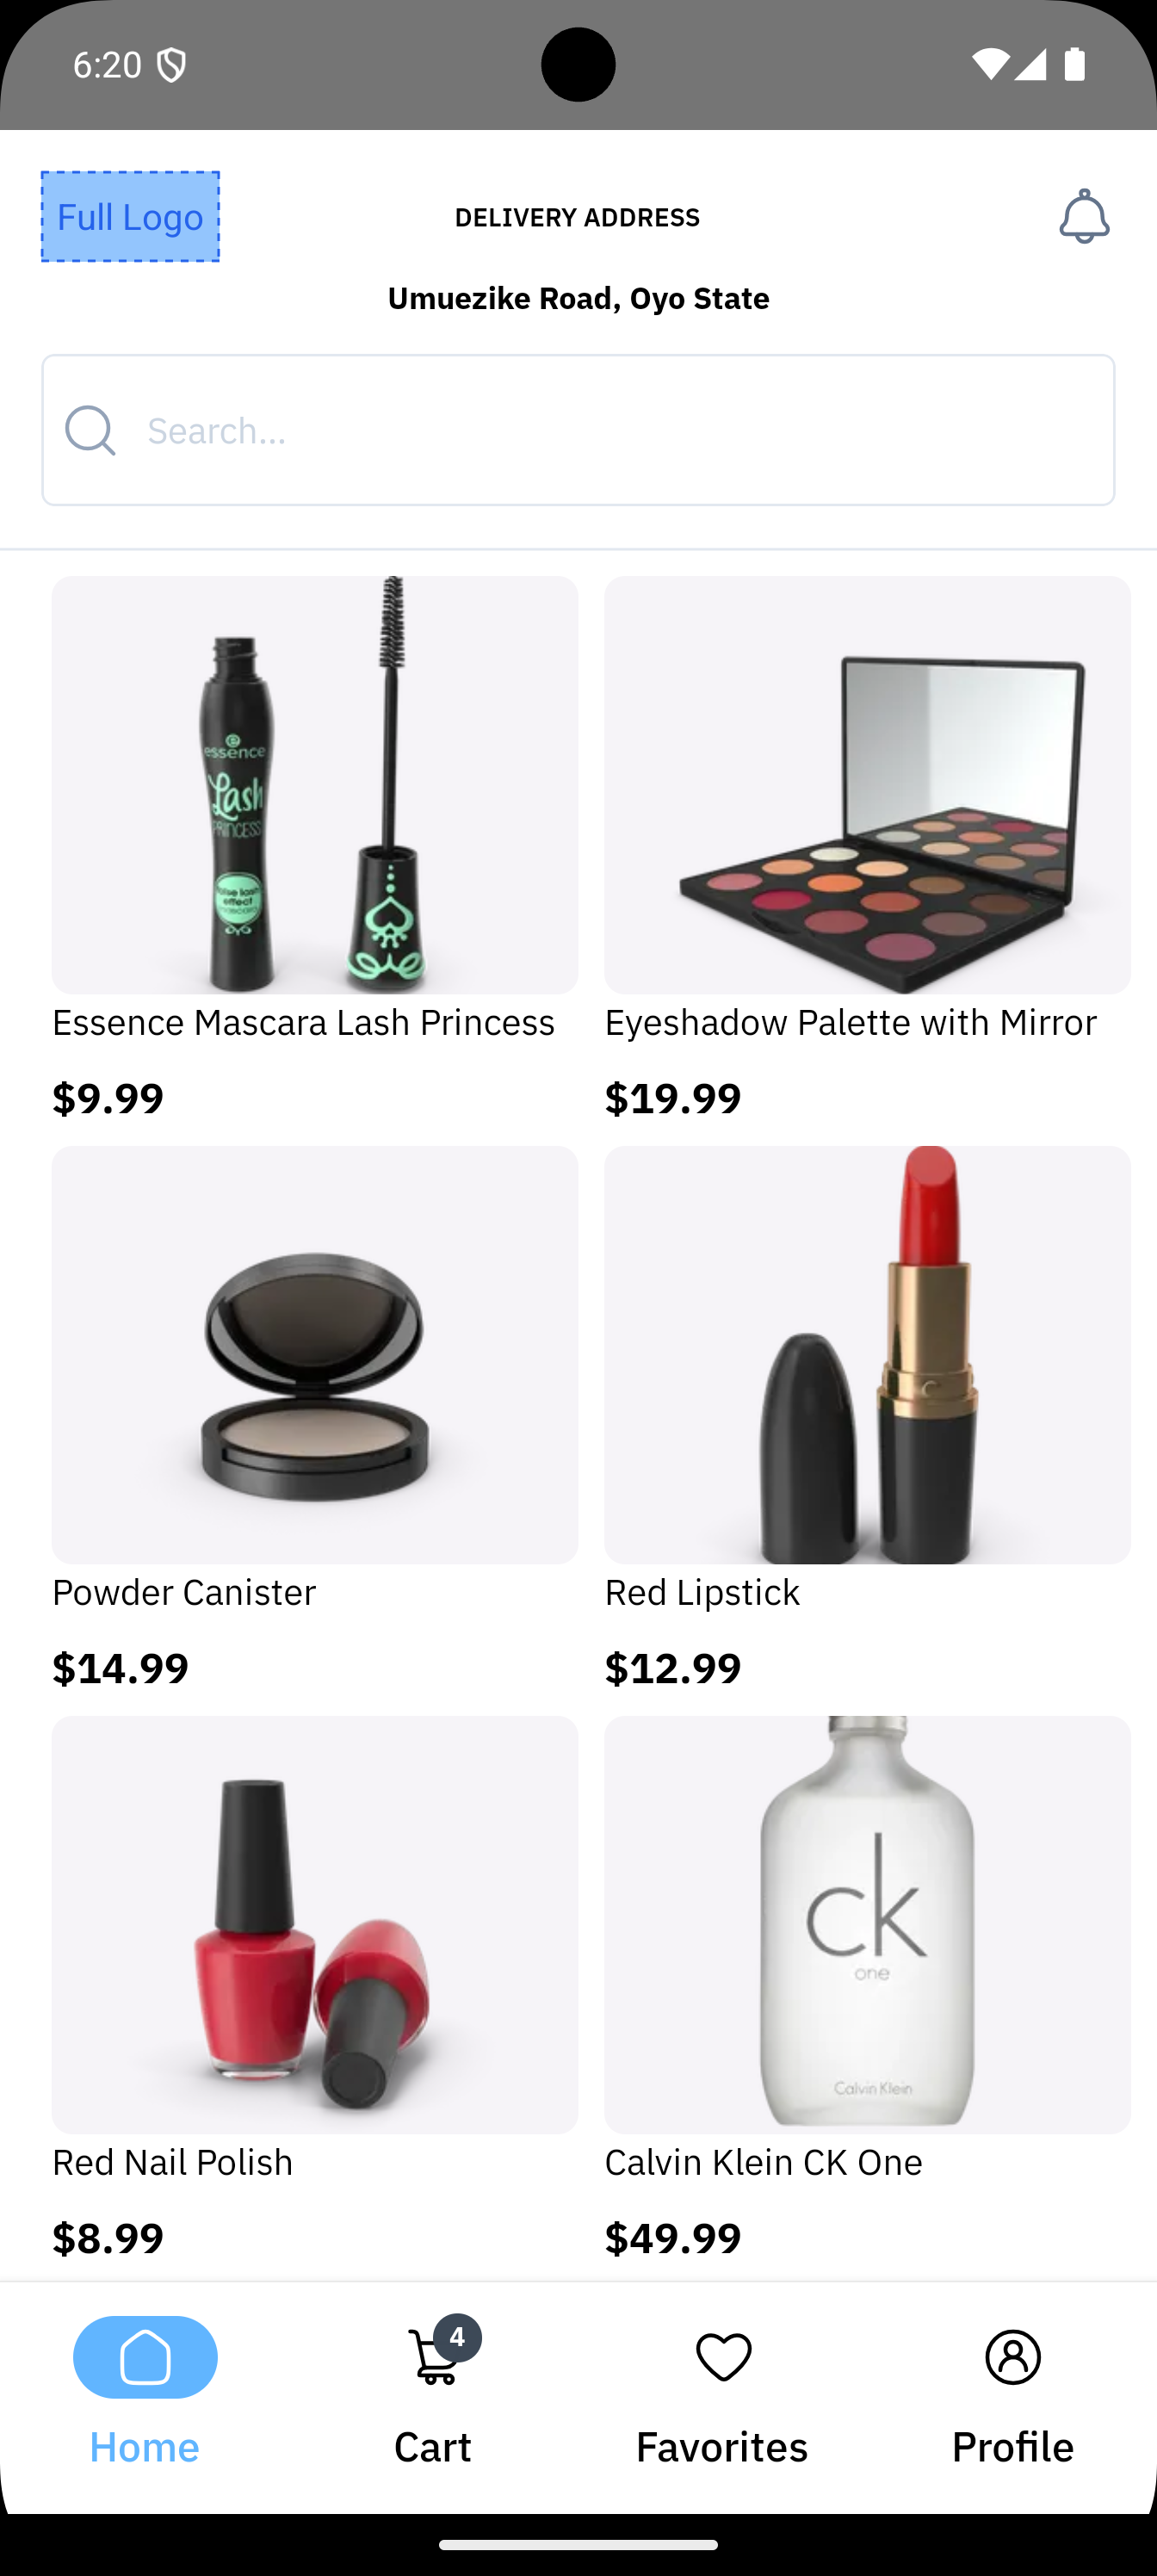 6:20
Full Logo
DELIVERY ADDRESS
Umuezike Road, Oyo State
Search...
essence
Lash
PRINCESS
false lash
effect
mascara
Essence Mascara Lash Princess
$9.99
Eyeshadow Palette with Mirror
$19.99
Powder Canister
$14.99
Red Lipstick
$12.99
ck
one
Calvin Klein
Red Nail Polish
$8.99
Calvin Klein CK One
$49.99
4
Home
Cart
Favorites
Profile